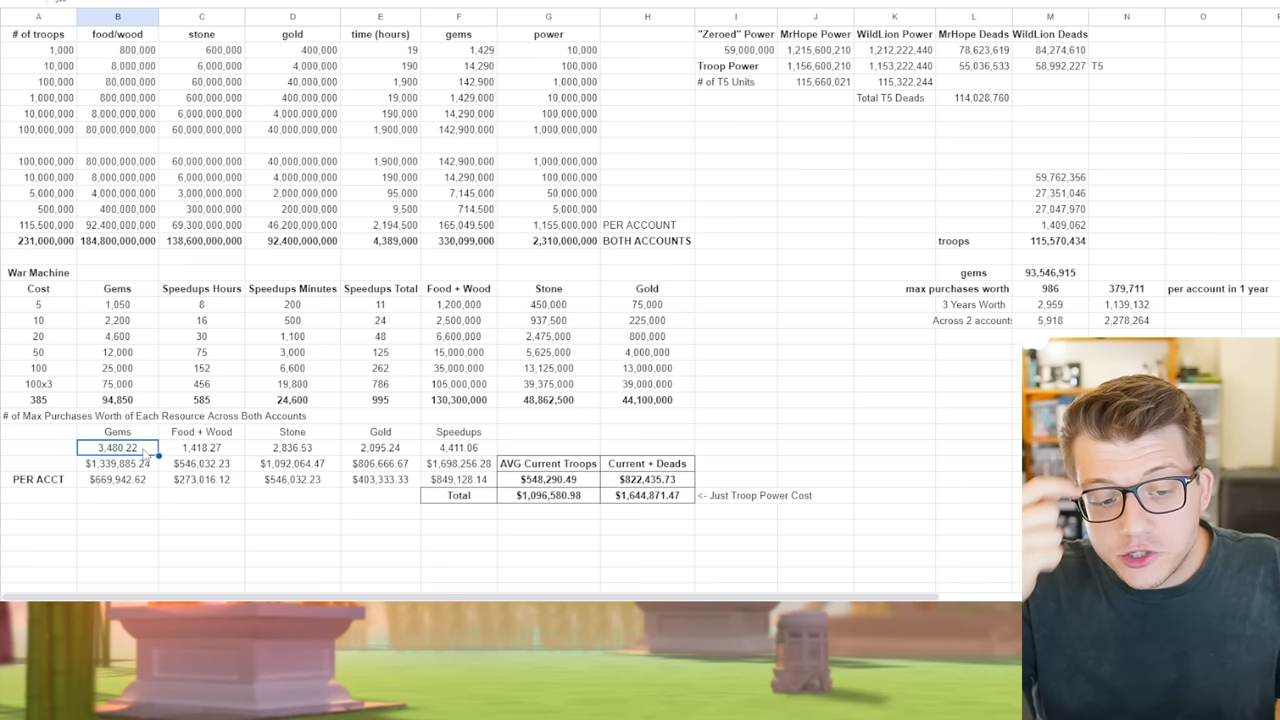 A B C D E F G H I J K L M N O
# of troops food/wood stone gold time (hours) gems power "Zeroed" Power MrHope Power WildLion Power MrHope Deads WildLion Deads
1,000 800,000 600,000 400,000 19 1,429 10,000 59,000,000 1,215,600,210 1,212,222,440 78,623,619 84,274,610
10,000 8,000,000 6,000,000 4,000,000 190 14,290 100,000 Troop Power 1,156,600,210 1,153,222,440 55,036,533 58,992,227 T5
100,000 80,000,000 60,000,000 40,000,000 1,900 142,900 1,000,000 # of T5 Units 115,660,021 115,322,244
1,000,000 800,000,000 600,000,000 400,000,000 19,000 1,429,000 10,000,000 Total T5 Deads 114,028,760
10,000,000 8,000,000,000 6,000,000,000 4,000,000,000 190,000 14,290,000 100,000,000
100,000,000 80,000,000,000 60,000,000,000 40,000,000,000 1,900,000 142,900,000 1,000,000,000
100,000,000 80,000,000,000 60,000,000,000 40,000,000,000 1,900,000 142,900,000 1,000,000,000
10,000,000 8,000,000,000 6,000,000,000 4,000,000,000 190,000 14,290,000 100,000,000 59,762,356
5,000,000 4,000,000,000 3,000,000,000 2,000,000,000 95,000 7,145,000 50,000,000 27,351,046
500,000 400,000,000 300,000,000 200,000,000 9,500 714,500 5,000,000 27,047,970
115,500,000 92,400,000,000 69,300,000,000 46,200,000,000 2,194,500 165,049,500 1,155,000,000 PER ACCOUNT 1,409,062
231,000,000 184,800,000,000 138,600,000,000 92,400,000,000 4,389,000 330,099,000 2,310,000,000 BOTH ACCOUNTS troops 115,570,434
War Machine gems 93,546,915
Cost Gems Speedups Hours Speedups Minutes Speedups Total Food + Wood Stone Gold max purchases worth 986 379,711 per account in 1 year
5 1,050 8 200 11 1,200,000 450,000 75,000 3 Years Worth 2,959 1,139,132
10 2,200 16 500 24 2,500,000 937,500 225,000 Across 2 accounts 5,918 2,278,264
20 4,600 30 1,100 48 6,600,000 2,475,000 800,000
50 12,000 75 3,000 125 15,000,000 5,625,000 4,000,000
100 25,000 152 6,600 262 35,000,000 13,125,000 13,000,000
100x3 75,000 456 19,800 786 105,000,000 39,375,000 39,000,000
385 94,850 585 24,600 995 130,300,000 48,862,500 44,100,000
# of Max Purchases Worth of Each Resource Across Both Accounts
Gems Food + Wood Stone Gold Speedups
3,480.22 1,418.27 2,836.53 2,095.24 4,411.06
$1,339,885.24 $546,032.23 $1,092,064.47 $806,666.67 $1,698,256.28 AVG Current Troops Current + Deads
PER ACCT $669,942.62 $273,016.12 $546,032.23 $403,333.33 $849,128.14 $548,290.49 $822,435.73
Total $1,096,580.98 $1,644,871.47 <- Just Troop Power Cost